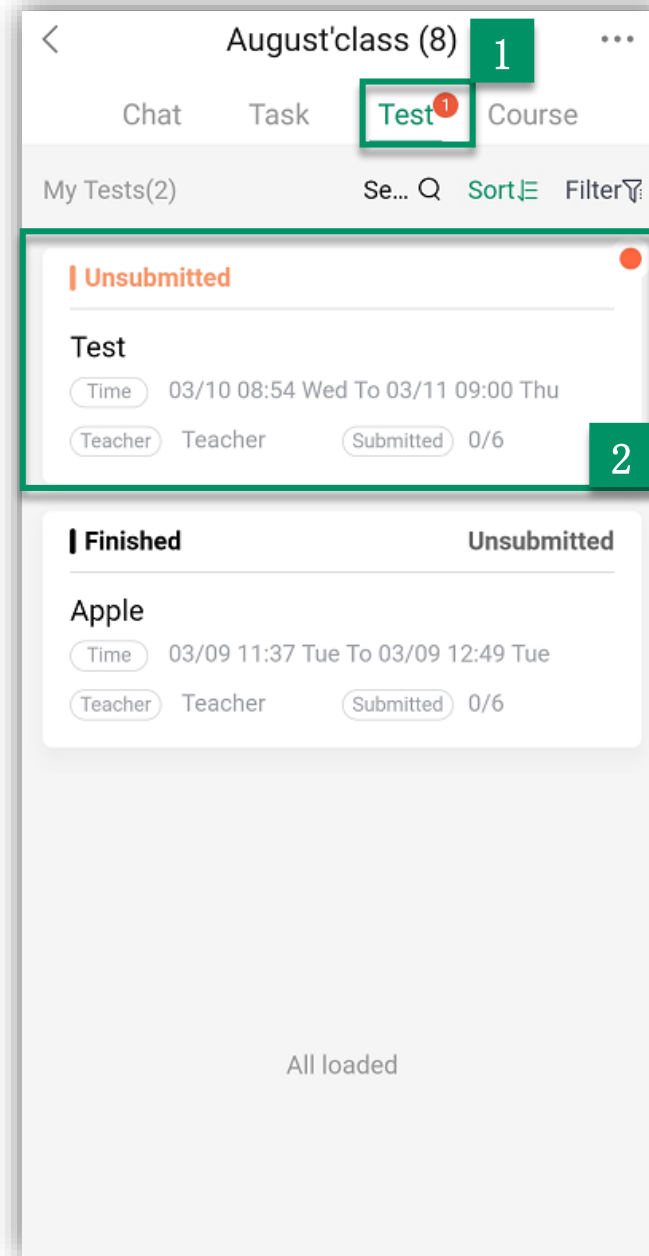 August'class (8)
1
Chat Task Test 1 Course
My Tests(2) Se... Sort Filter
Unsubmitted
Test
Time 03/10 08:54 Wed To 03/11 09:00 Thu
Teacher Teacher Submitted 0/6
2
Finished Unsubmitted
Apple
Time 03/09 11:37 Tue To 03/09 12:49 Tue
Teacher Teacher Submitted 0/6
All loaded